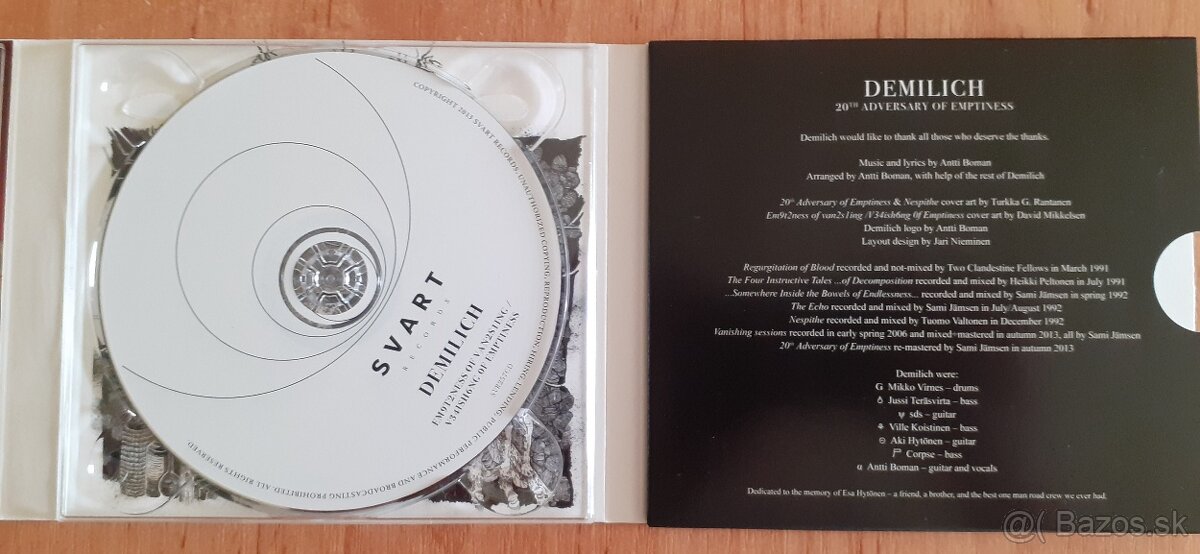 COPYRIGHT 2013 SVART RECORDS. UNAUTHORIZED COPYING, REPRODUCTION, HIRING, LENDING, PUBLIC PERFORMANCE AND BROADCASTING PROHIBITED. ALL RIGHTS RESERVED
SVART
RECORDS
DEMILICH
EM9T2NESS OF VAN2S1ING /
V34ISH6NG 0F EMPTINESS
SVR257CD
DEMILICH
20TH ADVERSARY OF EMPTINESS
Demilich would like to thank all those who deserve the thanks.
Music and lyrics by Antti Boman
Arranged by Antti Boman, with help of the rest of Demilich
20th Adversary of Emptiness & Nespithe cover art by Turkka G. Rantanen
Em9t2ness of van2s1ing /V34ish6ng 0f Emptiness cover art by David Mikkelsen
Demilich logo by Antti Boman
Layout design by Jari Nieminen
Regurgitation of Blood recorded and not-mixed by Two Clandestine Fellows in March 1991
The Four Instructive Tales ...of Decomposition recorded and mixed by Heikki Peltonen in July 1991
...Somewhere Inside the Bowels of Endlessness... recorded and mixed by Sami Jämsen in spring 1992
The Echo recorded and mixed by Sami Jämsen in July/August 1992
Nespithe recorded and mixed by Tuomo Valtonen in December 1992
Vanishing sessions recorded in early spring 2006 and mixed+mastered in autumn 2013, all by Sami Jämsen
20th Adversary of Emptiness re-mastered by Sami Jämsen in autumn 2013
Demilich were:
G Mikko Virnes – drums
Jussi Teräsvirta – bass
ψ sds – guitar
Ville Koistinen – bass
Aki Hytönen – guitar
Corpse – bass
α Antti Boman – guitar and vocals
Dedicated to the memory of Esa Hytönen – a friend, a brother, and the best one man road crew we ever had.
@( Bazos.sk